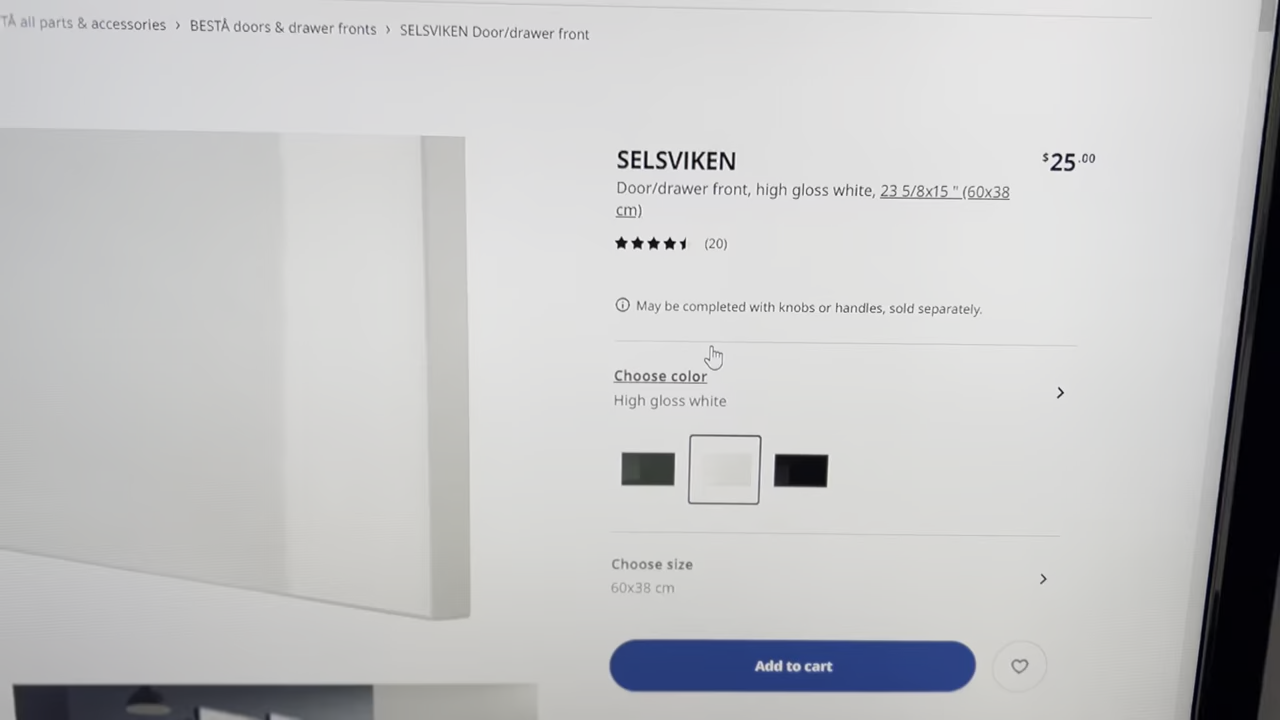 TÅ all parts & accessories › BESTÅ doors & drawer fronts › SELSVIKEN Door/drawer front
SELSVIKEN
$25.00
Door/drawer front, high gloss white, 23 5/8x15 " (60x38
cm)
(20)
May be completed with knobs or handles, sold separately.
Choose color
High gloss white
Choose size
60x38 cm
Add to cart